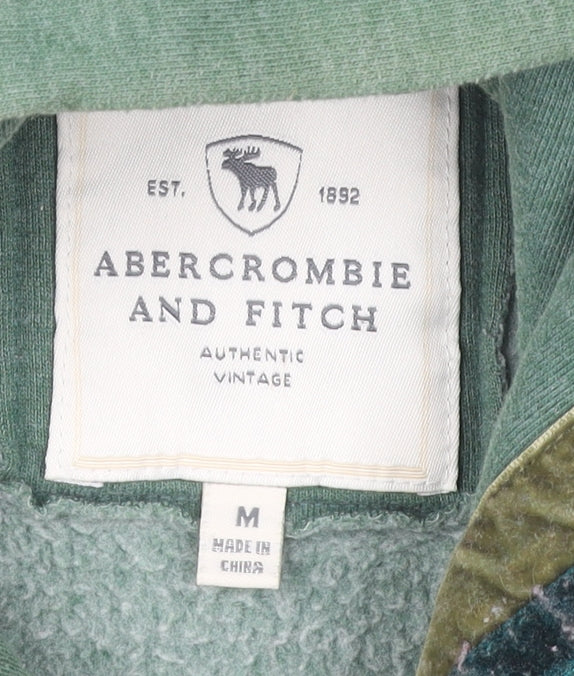 EST. 1892
ABERCROMBIE
AND FITCH
AUTHENTIC
VINTAGE
M
MADE IN
CHINA